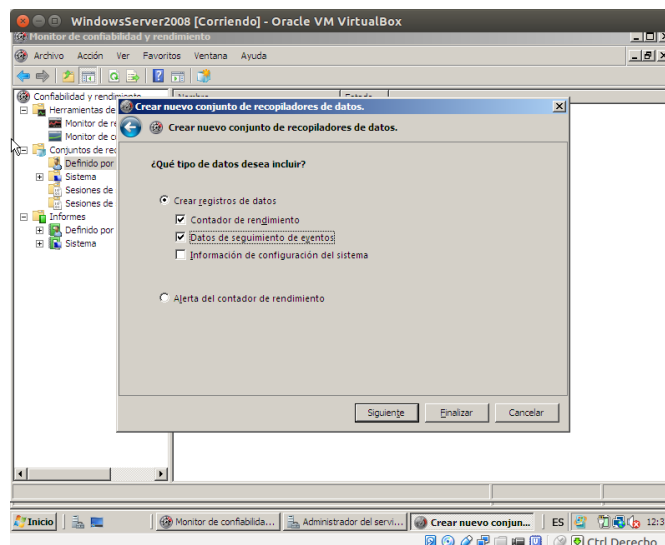 WindowsServer2008 [Corriendo] - Oracle VM VirtualBox
Monitor de confiabilidad y rendimiento
Archivo Acción Ver Favoritos Ventana Ayuda
Confiabilidad y rendimiento Nombre Estado
Herramientas de
Monitor de re
Monitor de c
Conjuntos de re
Definido por
Sistema
Sesiones de
Sesiones de
Informes
Definido por
Sistema
Crear nuevo conjunto de recopiladores de datos.
Crear nuevo conjunto de recopiladores de datos.
¿Qué tipo de datos desea incluir?
Crear registros de datos
Contador de rendimiento
Datos de seguimiento de eventos
Información de configuración del sistema
Alerta del contador de rendimiento
Siguiente Finalizar Cancelar
Inicio Monitor de confiabilida... Administrador del servi... Crear nuevo conjun... ES 12:3
Ctrl Derecho